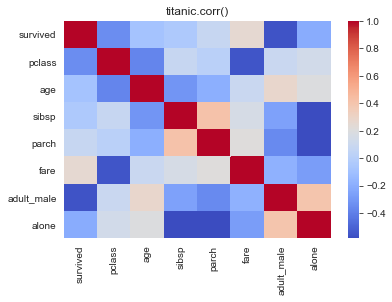 titanic.corr()
survived
pclass
age
sibsp
parch
fare
adult_male
alone
survived
pclass
age
sibsp
parch
fare
adult_male
alone
1.0
0.8
0.6
0.4
0.2
0.0
−0.2
−0.4